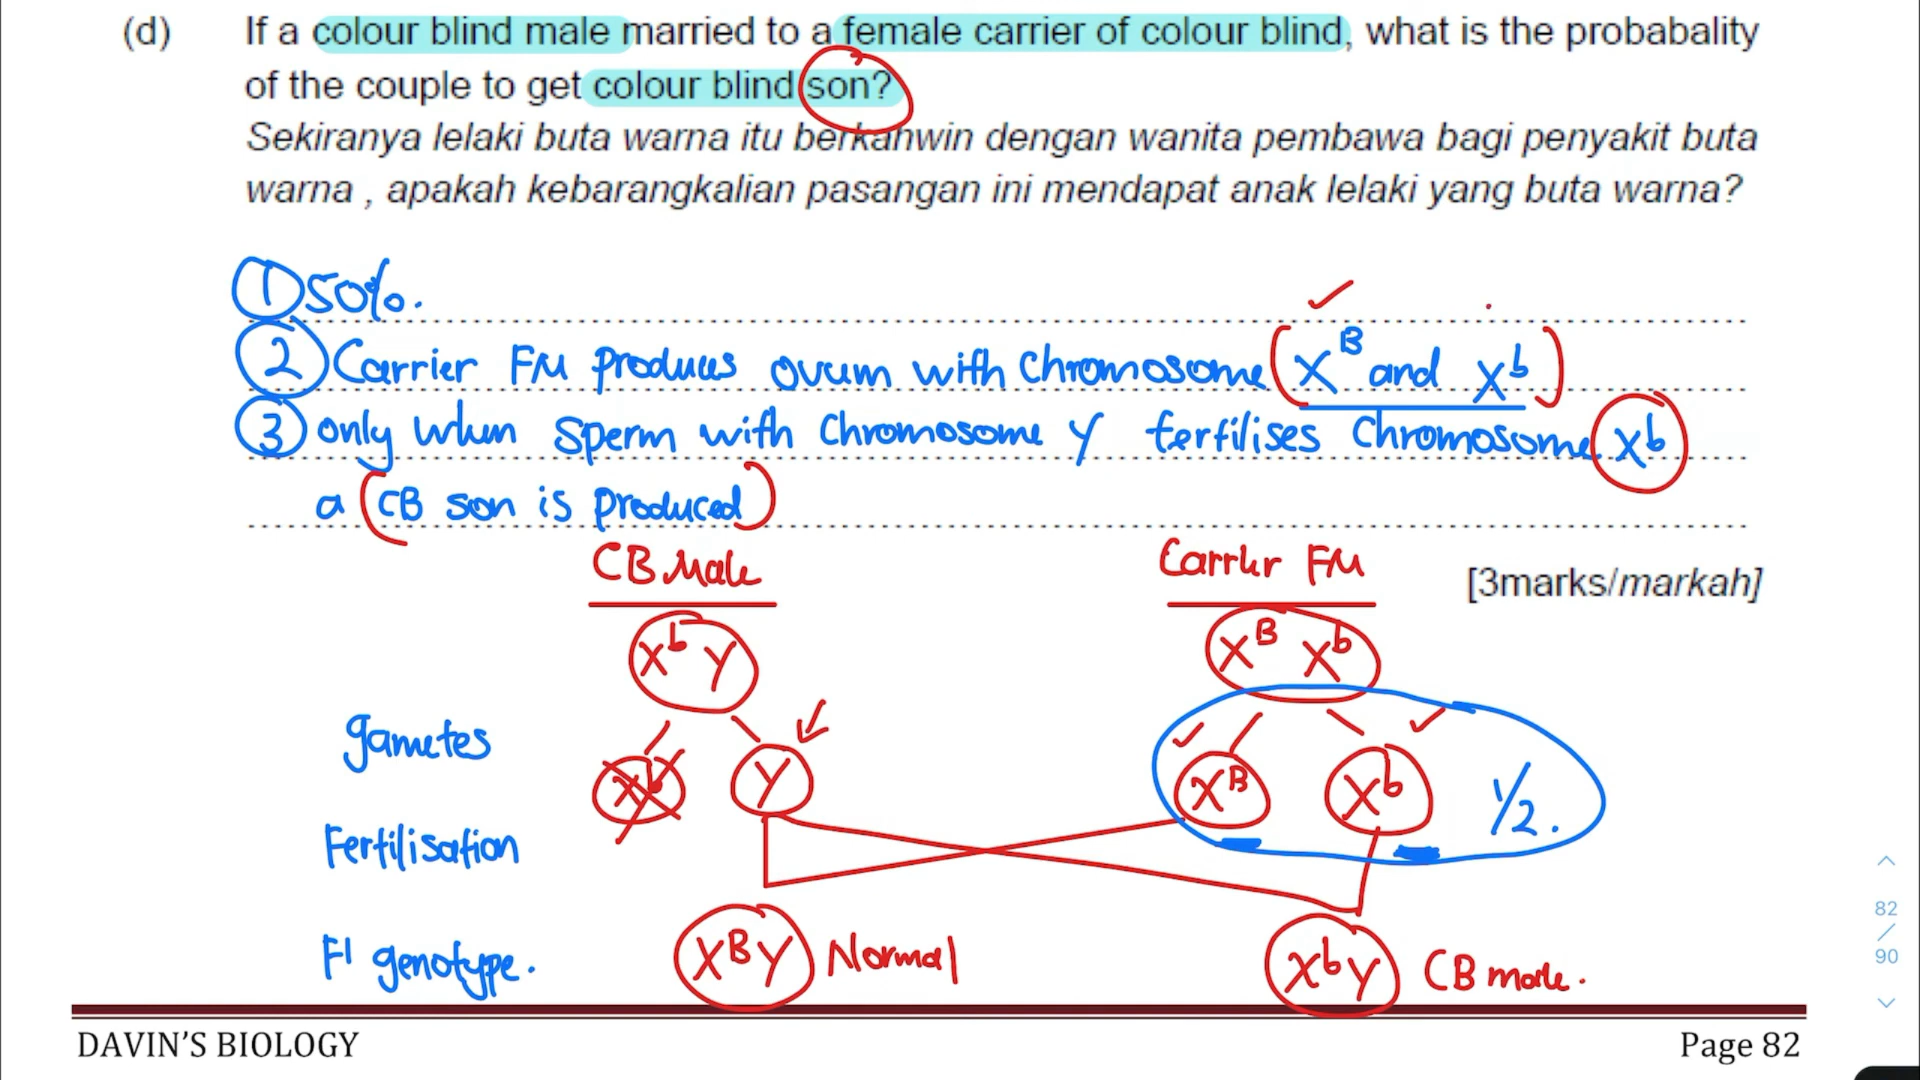 (d) If a colour blind male married to a female carrier of colour blind, what is the probabality
of the couple to get colour blind son?
Sekiranya lelaki buta warna itu berkahwin dengan wanita pembawa bagi penyakit buta
warna , apakah kebarangkalian pasangan ini mendapat anak lelaki yang buta warna?
① 50%.
② Carrier FM produces ovum with chromosome (X^B and X^b)
③ only when sperm with chromosome Y fertilises chromosome X^b
a (CB son is produced)
CB Male Carrier FM
[3marks/markah]
X^b Y X^B X^b
gametes X^b Y X^B X^b 1/2.
Fertilisation
F1 genotype. X^B Y Normal X^b Y CB male.
82
/
90
DAVIN'S BIOLOGY Page 82